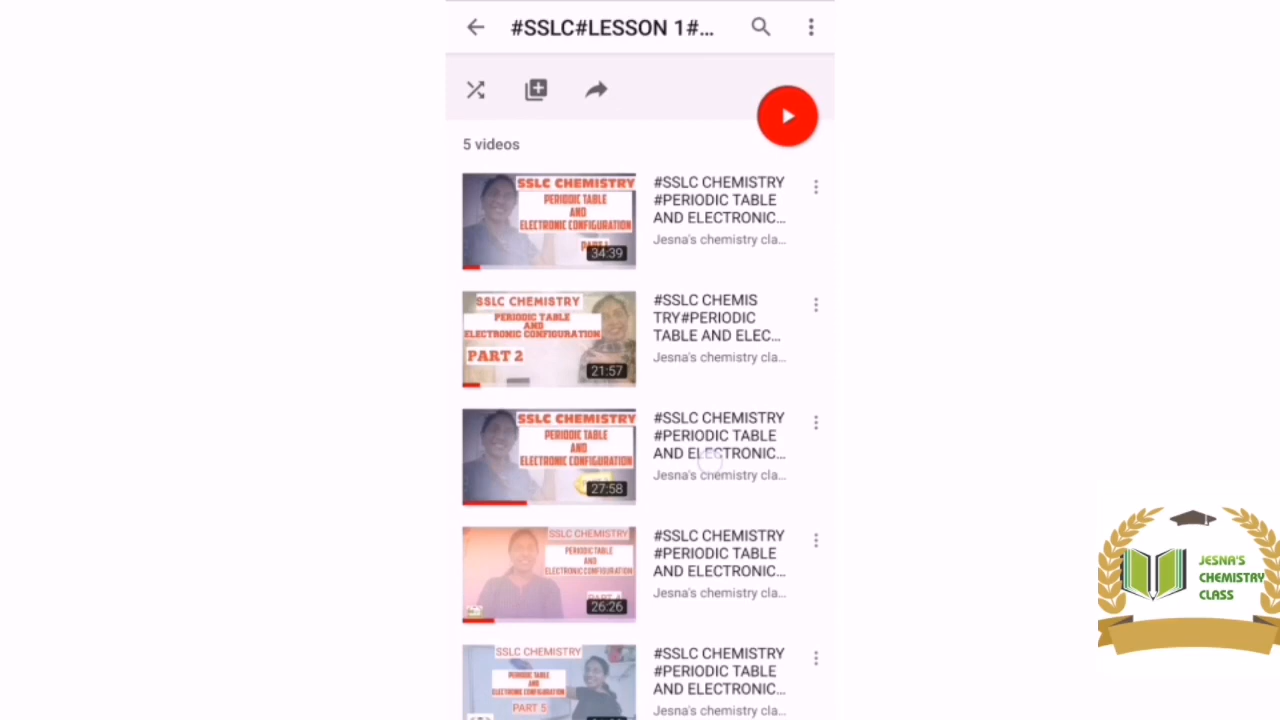 #SSLC#LESSON 1#...
5 videos
SSLC CHEMISTRY
PERIODIC TABLE
AND
ELECTRONIC CONFIGURATION
34:39
#SSLC CHEMISTRY
#PERIODIC TABLE
AND ELECTRONIC...
Jesna's chemistry cla...
SSLC CHEMISTRY
PERIODIC TABLE
AND
ELECTRONIC CONFIGURATION
PART 2
21:57
#SSLC CHEMIS
TRY#PERIODIC
TABLE AND ELEC...
Jesna's chemistry cla...
SSLC CHEMISTRY
PERIODIC TABLE
AND
ELECTRONIC CONFIGURATION
27:58
#SSLC CHEMISTRY
#PERIODIC TABLE
AND ELECTRONIC...
Jesna's chemistry cla...
SSLC CHEMISTRY
PERIODIC TABLE
AND
ELECTRONIC CONFIGURATION
PART 4
26:26
#SSLC CHEMISTRY
#PERIODIC TABLE
AND ELECTRONIC...
Jesna's chemistry cla...
SSLC CHEMISTRY
PERIODIC TABLE
AND
ELECTRONIC CONFIGURATION
PART 5
#SSLC CHEMISTRY
#PERIODIC TABLE
AND ELECTRONIC...
Jesna's chemistry cla...
JESNA'S
CHEMISTRY
CLASS